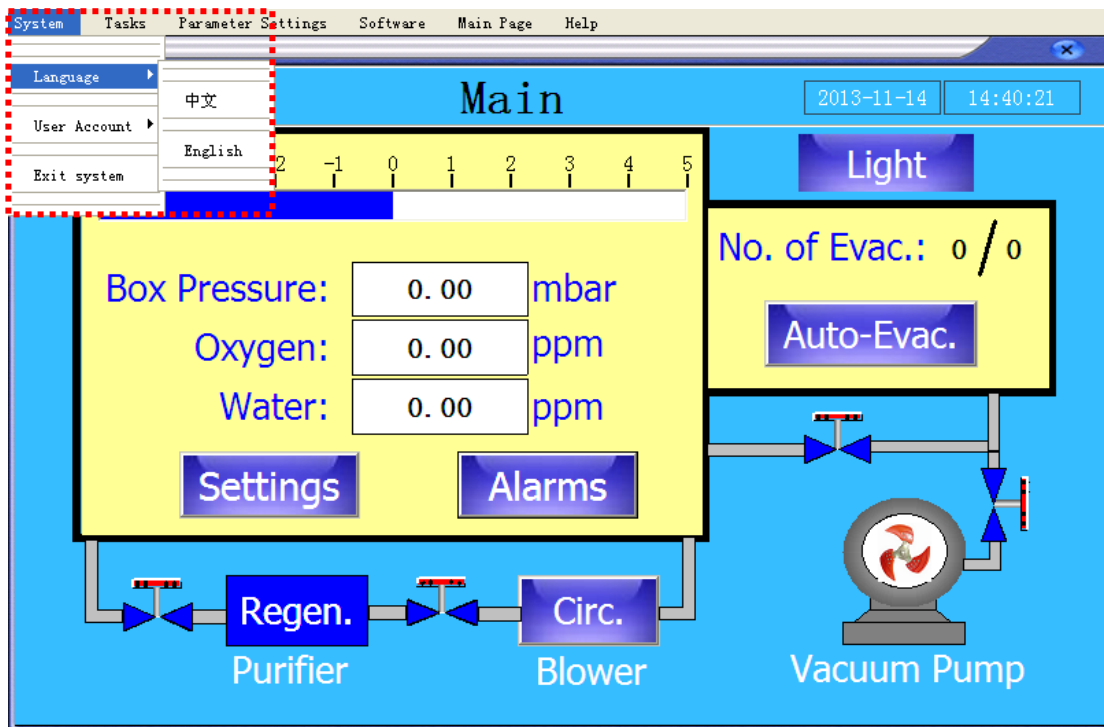 System Tasks Parameter Settings Software Main Page Help
Language
中文
User Account
English
Exit system
Main
2013-11-14 14:40:21
2 -1 0 1 2 3 4 5
Light
No. of Evac.: 0 / 0
Auto-Evac.
Box Pressure: 0.00 mbar
Oxygen: 0.00 ppm
Water: 0.00 ppm
Settings Alarms
Regen. Circ.
Purifier Blower Vacuum Pump